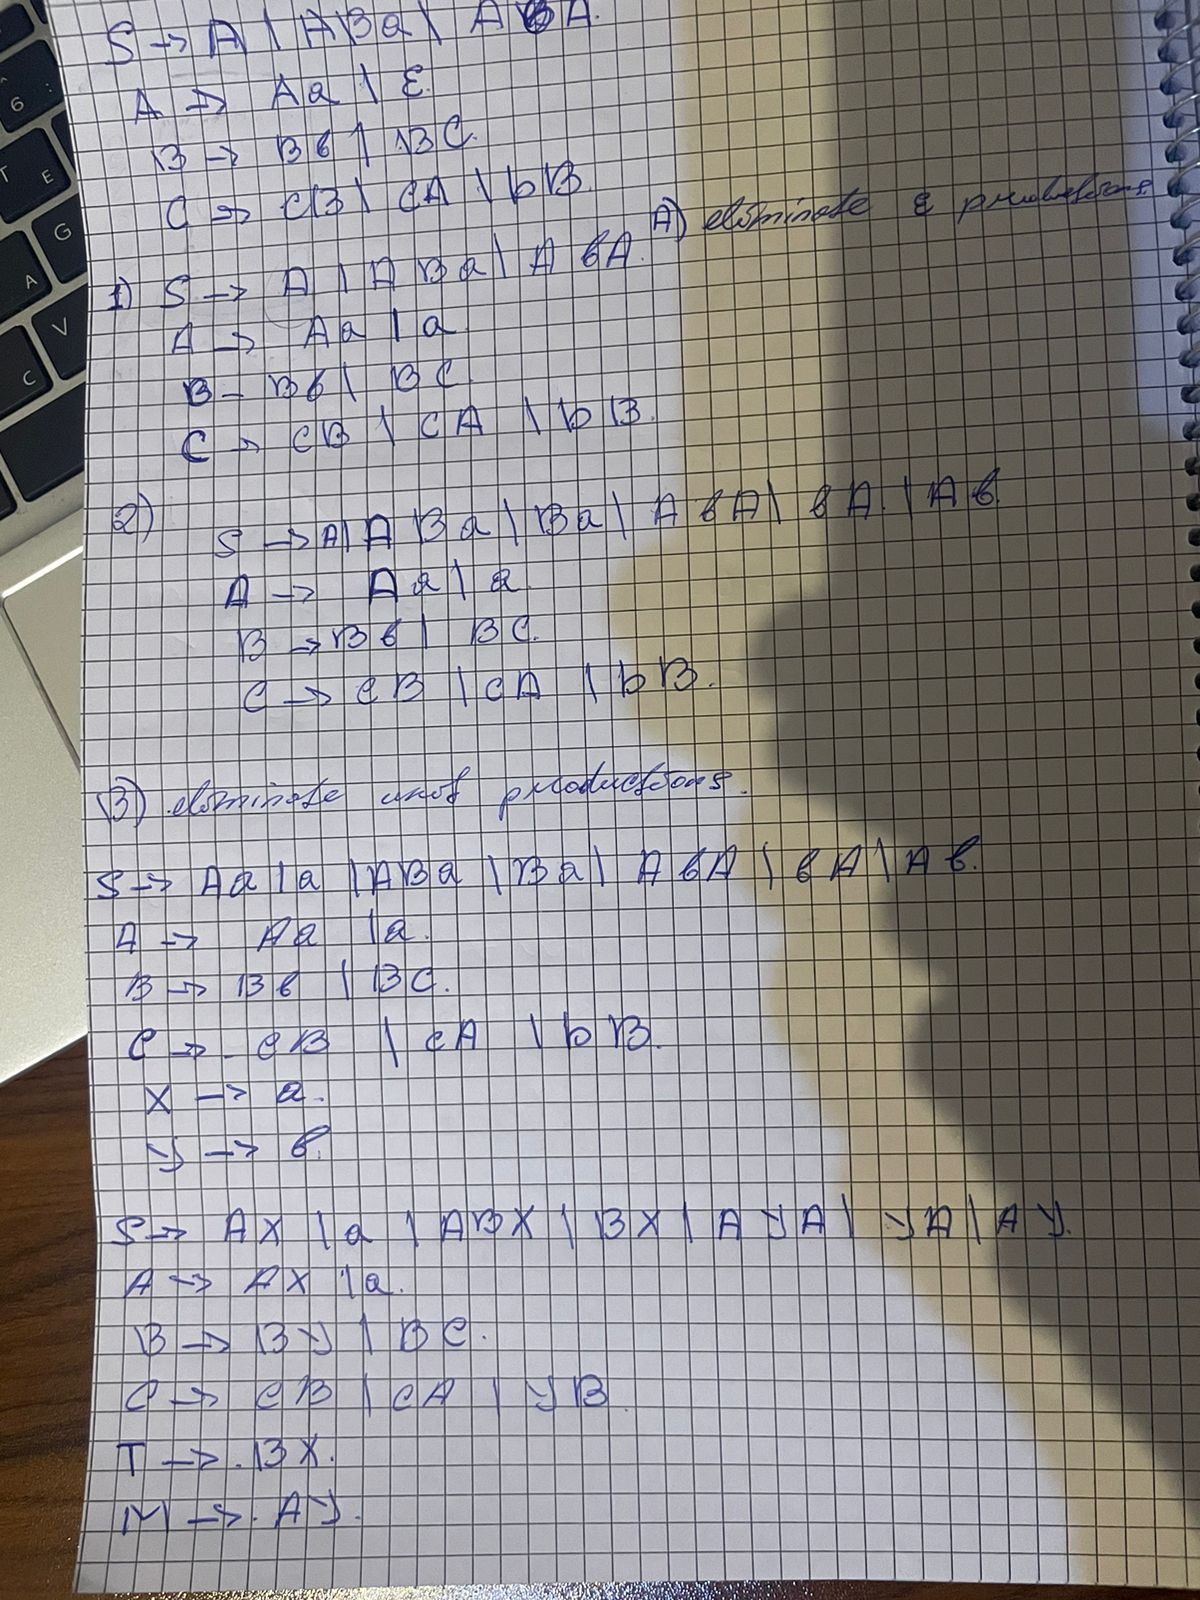 S → A | ABa | AbA.
A → Aa | ε.
B → Bb | BC.
C → CB | CA | bB.
A) eliminate ε productions
1) S → A | ABa | AbA.
A → Aa | a
B - Bb | BC
C → CB | CA | bB.
2)
S → A | ABa | Ba | AbA | bA. | Ab
A → Aa | a
B → Bb | BC.
C → CB | CA | bB.
B) eliminate unit productions.
S → Aa | a | ABa | Ba | AbA | bA | Ab.
A → Aa | a.
B → Bb | BC.
C → CB | CA | bB.
X → a.
Y → b.
S → AX | a | ABX | BX | AYA | YA | AY.
A → AX | a.
B → BY | BC.
C → CB | CA | YB
T → .BX.
M → .AY.